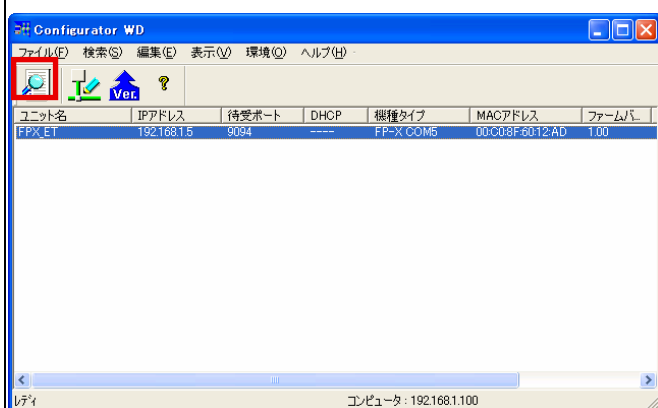 Configurator WD
ファイル(F) 検索(S) 編集(E) 表示(V) 環境(O) ヘルプ(H)
Ver. ?
ユニット名 IPアドレス 待受ポート DHCP 機種タイプ MACアドレス ファームバ...
FPX_ET 192.168.1.5 9094 ---- FP-X COM5 00:C0:8F:60:12:AD 1.00
レディ コンピュータ : 192.168.1.100